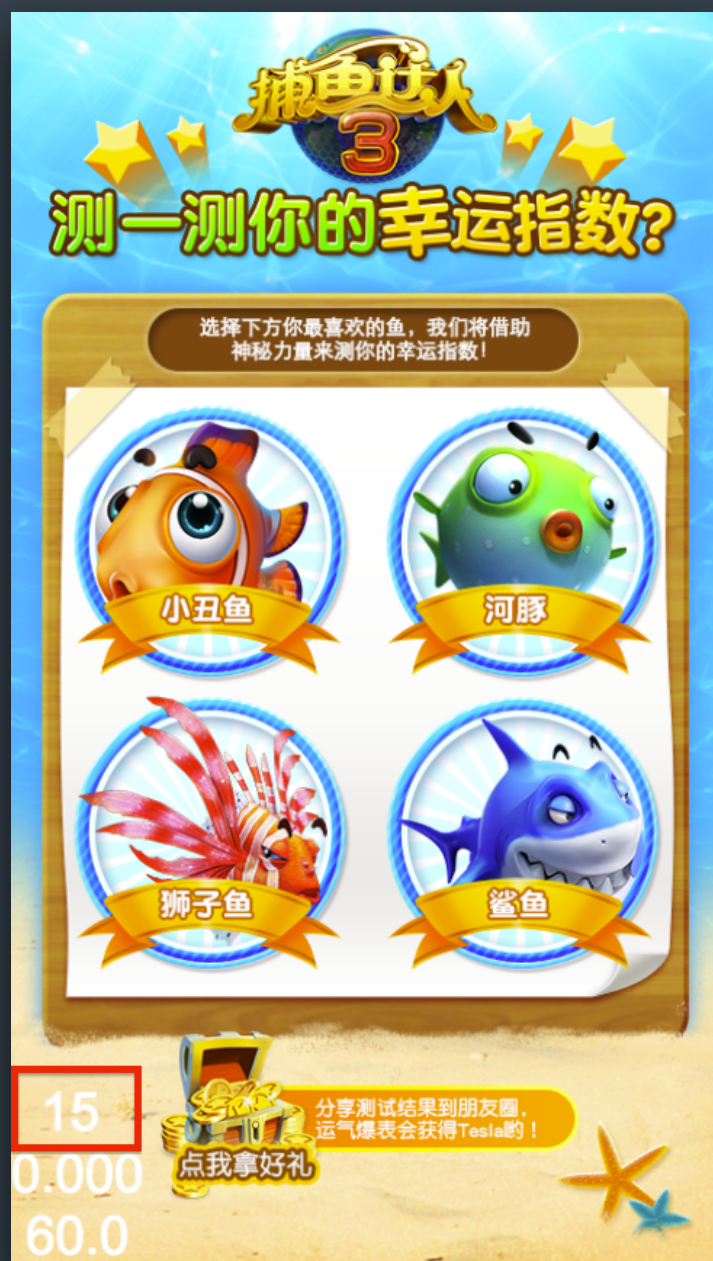 捕鱼达人
3
测一测你的幸运指数?
选择下方你最喜欢的鱼，我们将借助
神秘力量来测你的幸运指数!
小丑鱼
河豚
狮子鱼
鲨鱼
分享测试结果到朋友圈，
运气爆表会获得Tesla哟！
点我拿好礼
15
0.000
60.0